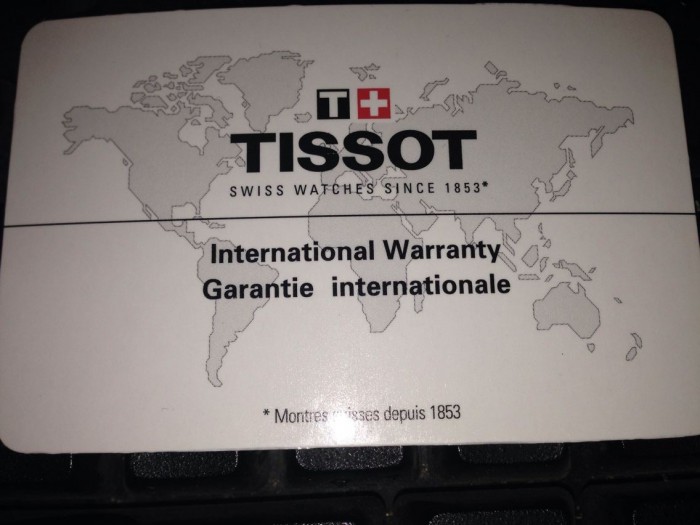 T+
TISSOT
SWISS WATCHES SINCE 1853*
International Warranty
Garantie internationale
* Montres depuis 1853